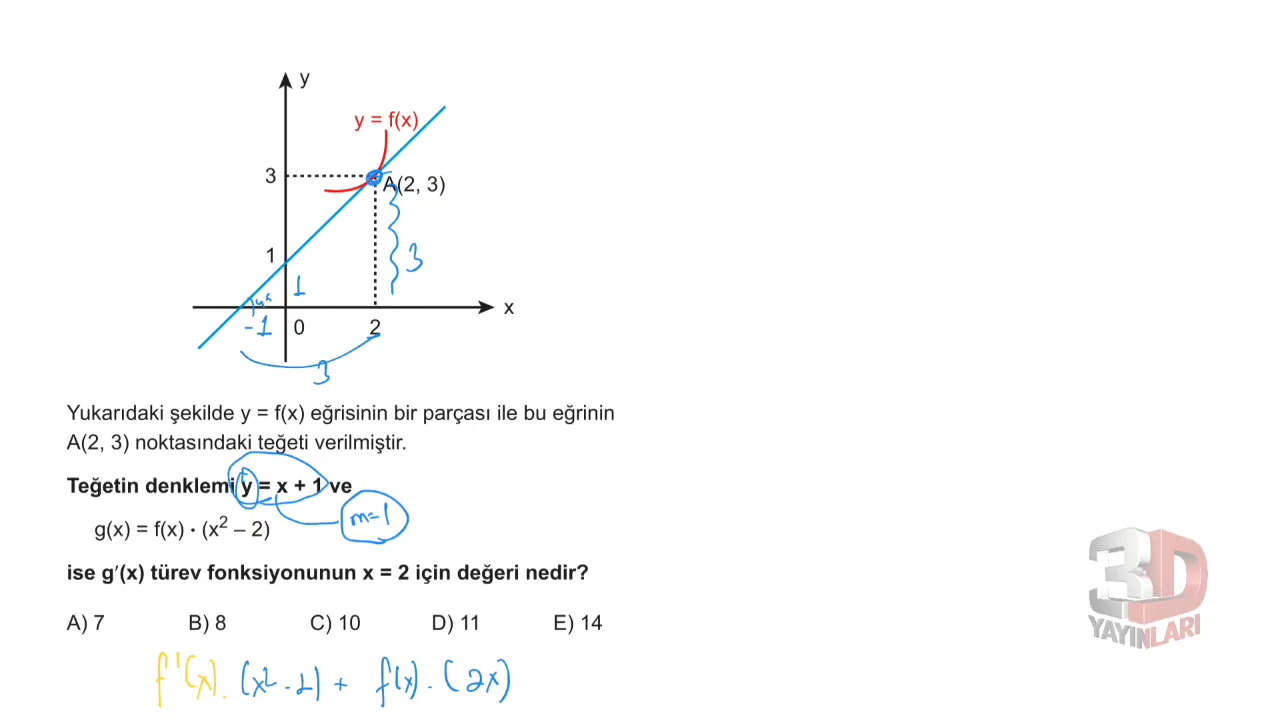 y
y = f(x)
3
A(2, 3)
1
3
1
45
x
-1
0
2
3
Yukarıdaki şekilde y = f(x) eğrisinin bir parçası ile bu eğrinin
A(2, 3) noktasındaki teğeti verilmiştir.
Teğetin denklemi y = x + 1 ve
m=1
g(x) = f(x) · (x² – 2)
ise g′(x) türev fonksiyonunun x = 2 için değeri nedir?
A) 7 B) 8 C) 10 D) 11 E) 14
f'(x). (x²-2) + f(x). (2x)
3D
YAYINLARI